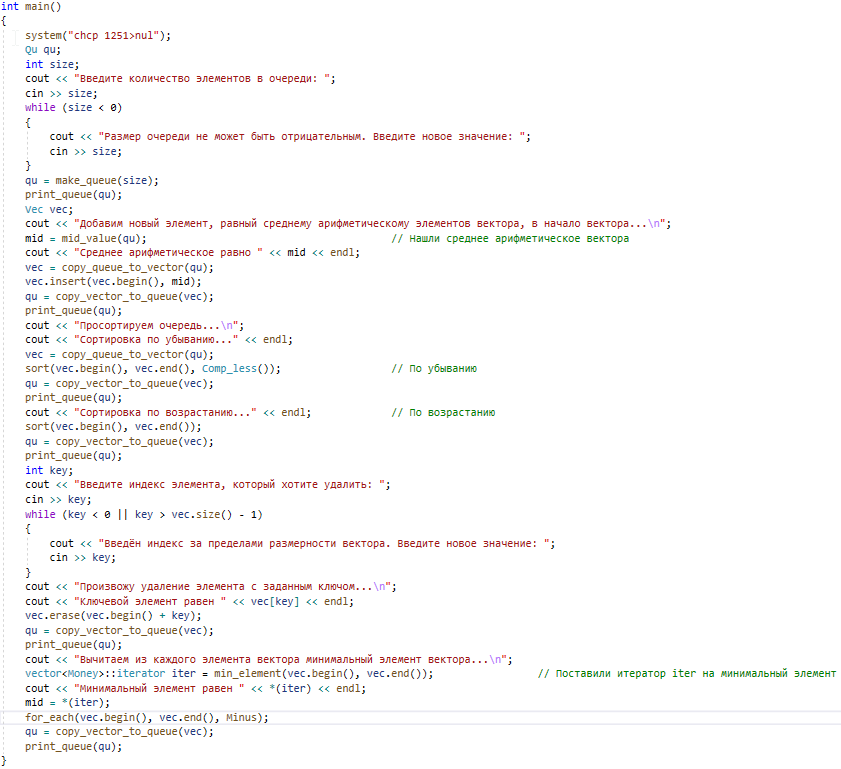 int main()
{
system("chcp 1251>nul");
Qu qu;
int size;
cout << "Введите количество элементов в очереди: ";
cin >> size;
while (size < 0)
{
cout << "Размер очереди не может быть отрицательным. Введите новое значение: ";
cin >> size;
}
qu = make_queue(size);
print_queue(qu);
Vec vec;
cout << "Добавим новый элемент, равный среднему арифметическому элементов вектора, в начало вектора...\n";
mid = mid_value(qu); // Нашли среднее арифметическое вектора
cout << "Среднее арифметическое равно " << mid << endl;
vec = copy_queue_to_vector(qu);
vec.insert(vec.begin(), mid);
qu = copy_vector_to_queue(vec);
print_queue(qu);
cout << "Просортируем очередь...\n";
cout << "Сортировка по убыванию..." << endl;
vec = copy_queue_to_vector(qu);
sort(vec.begin(), vec.end(), Comp_less()); // По убыванию
qu = copy_vector_to_queue(vec);
print_queue(qu);
cout << "Сортировка по возрастанию..." << endl; // По возрастанию
sort(vec.begin(), vec.end());
qu = copy_vector_to_queue(vec);
print_queue(qu);
int key;
cout << "Введите индекс элемента, который хотите удалить: ";
cin >> key;
while (key < 0 || key > vec.size() - 1)
{
cout << "Введён индекс за пределами размерности вектора. Введите новое значение: ";
cin >> key;
}
cout << "Произвожу удаление элемента с заданным ключом...\n";
cout << "Ключевой элемент равен " << vec[key] << endl;
vec.erase(vec.begin() + key);
qu = copy_vector_to_queue(vec);
print_queue(qu);
cout << "Вычитаем из каждого элемента вектора минимальный элемент вектора...\n";
vector<Money>::iterator iter = min_element(vec.begin(), vec.end()); // Поставили итератор iter на минимальный элемент
cout << "Минимальный элемент равен " << *(iter) << endl;
mid = *(iter);
for_each(vec.begin(), vec.end(), Minus);
qu = copy_vector_to_queue(vec);
print_queue(qu);
}